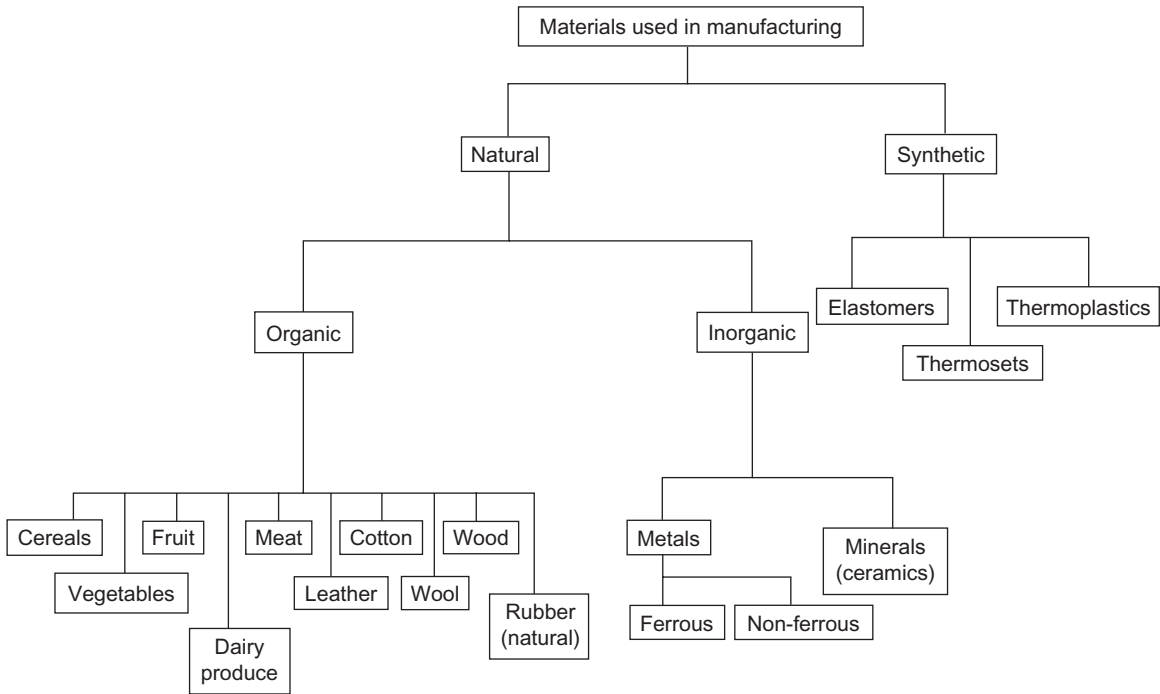 Materials used in manufacturing
Natural
Synthetic
Elastomers
Thermoplastics
Thermosets
Organic
Inorganic
Cereals
Fruit
Meat
Cotton
Wood
Vegetables
Leather
Wool
Rubber
(natural)
Dairy
produce
Metals
Minerals
(ceramics)
Ferrous
Non-ferrous